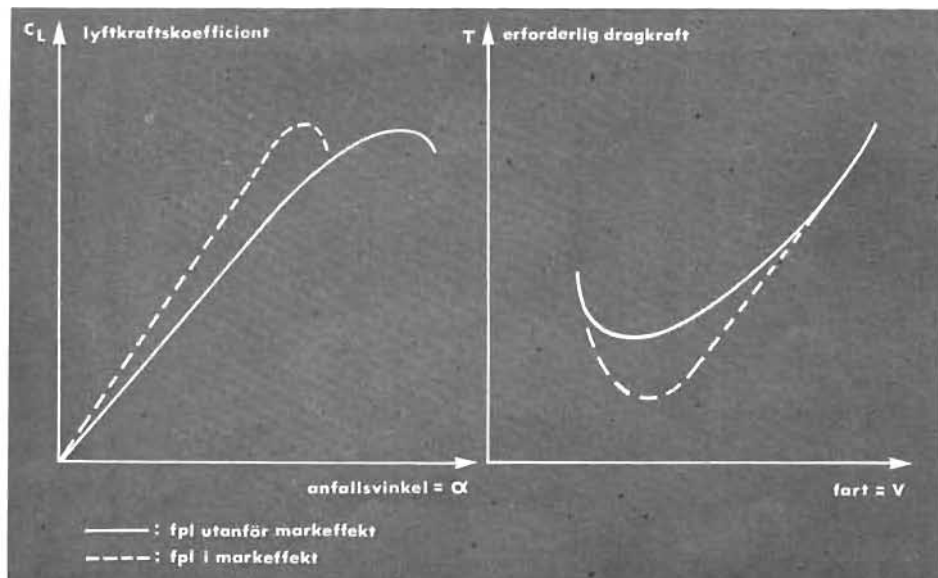 C_L lyftkraftskoefficient
anfallsvinkel = α
T erforderlig dragkraft
fart = V
: fpl utanför markeffekt
: fpl i markeffekt